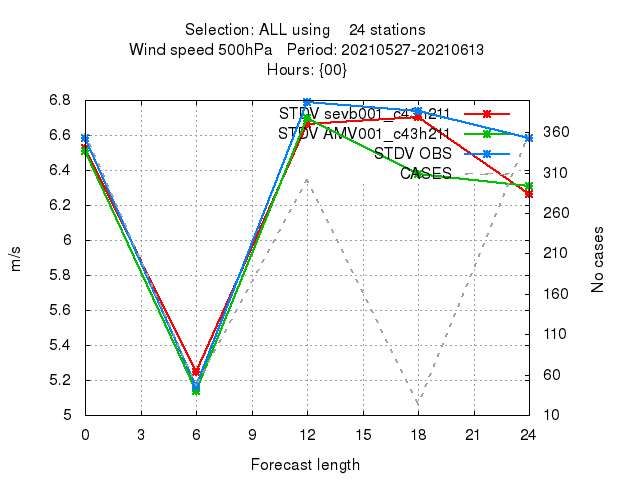 Selection: ALL using 24 stations
Wind speed 500hPa Period: 20210527-20210613
Hours: {00}
STDV sevb001_c43h211
STDV AMV001_c43h211
STDV OBS
CASES
6.8
6.6
6.4
6.2
6
5.8
5.6
5.4
5.2
5
m/s
360
310
260
210
160
110
60
10
No cases
0 3 6 9 12 15 18 21 24
Forecast length